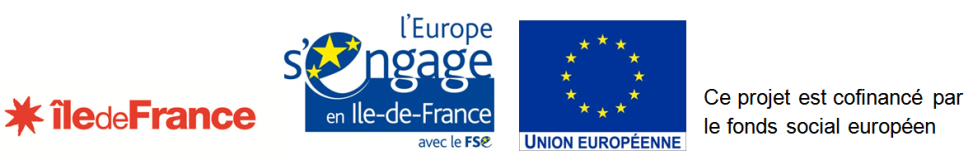 îledeFrance
l'Europe
s'engage
en Ile-de-France
avec le FSe
UNION EUROPÉENNE
Ce projet est cofinancé par
le fonds social européen